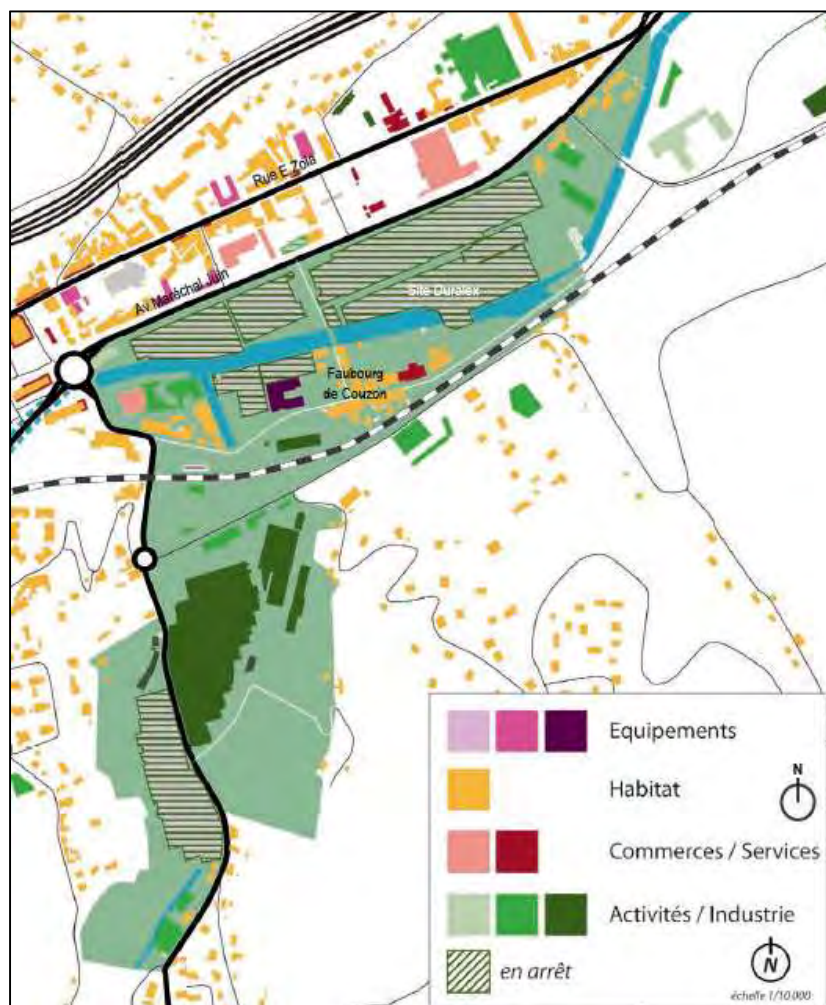 Rue E Zola
Av Maréchal Juin
Site Duralex
Faubourg
de Couzon
Equipements
N
Habitat
Commerces / Services
Activités / Industrie
en arrêt
N
échelle 1/10.000